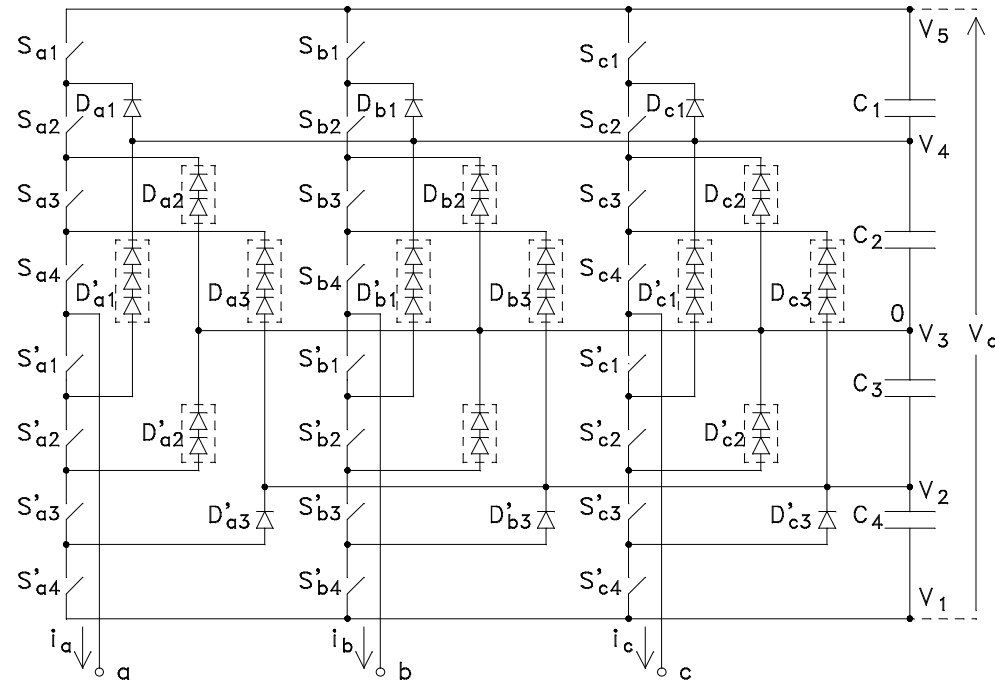 V5
Sa1 Sb1 Sc1
Da1 Db1 Dc1 C1
Sa2 Sb2 Sc2
V4
Sa3 Da2 Sb3 Db2 Sc3 Dc2
C2
Sa4 Sb4 Sc4
D'a1 Da3 D'b1 Db3 D'c1 Dc3
0
V3
S'a1 S'b1 S'c1
C3
S'a2 D'a2 S'b2 S'c2 D'c2
V2
S'a3 D'a3 S'b3 D'b3 S'c3 D'c3 C4
S'a4 S'b4 S'c4
V1
ia ib ic
a b c